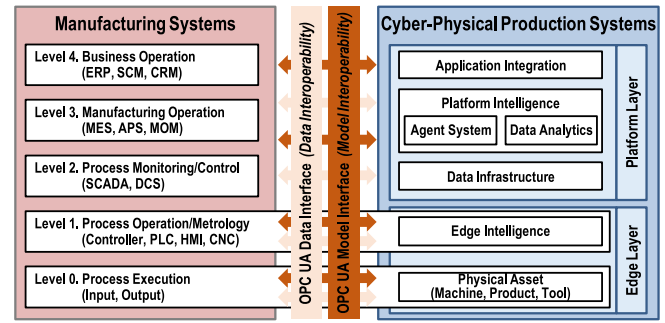 Manufacturing Systems
Level 4. Business Operation
(ERP, SCM, CRM)
Level 3. Manufacturing Operation
(MES, APS, MOM)
Level 2. Process Monitoring/Control
(SCADA, DCS)
Level 1. Process Operation/Metrology
(Controller, PLC, HMI, CNC)
Level 0. Process Execution
(Input, Output)
OPC UA Data Interface (Data Interoperability)
OPC UA Model Interface (Model Interoperability)
Cyber-Physical Production Systems
Application Integration
Platform Intelligence
Agent System
Data Analytics
Data Infrastructure
Platform Layer
Edge Intelligence
Physical Asset
(Machine, Product, Tool)
Edge Layer